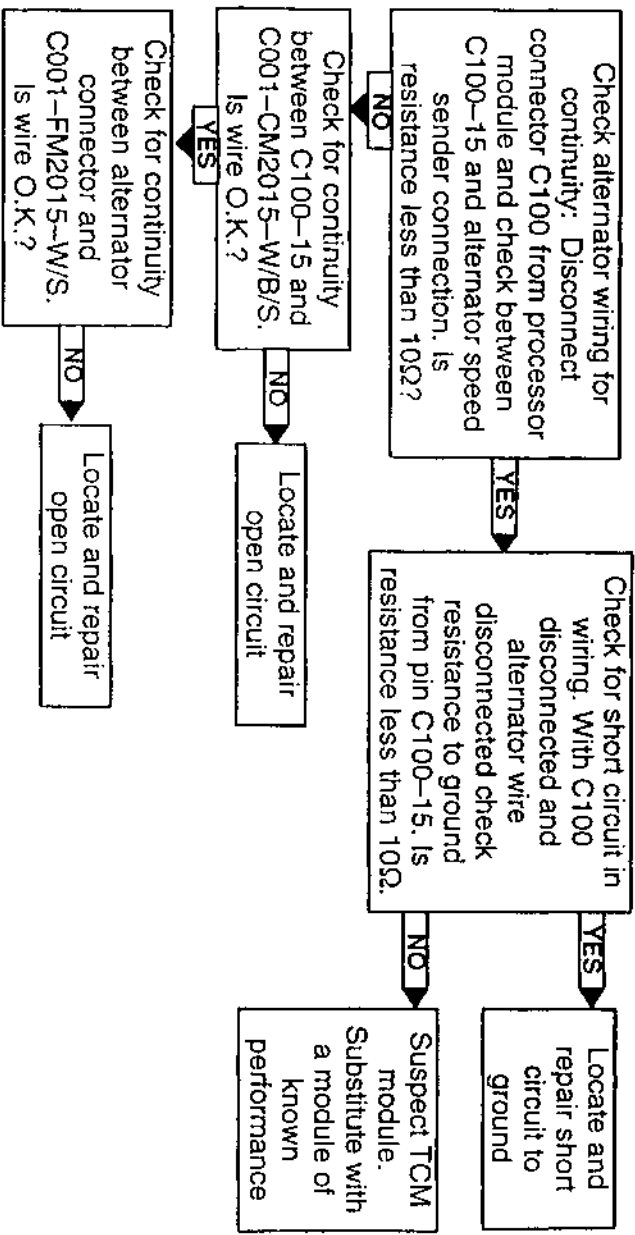 Check alternator wiring for
continuity: Disconnect
connector C100 from processor
module and check between
C100–15 and alternator speed
sender connection. Is
resistance less than 10Ω?
YES
Check for short circuit in
wiring. With C100
disconnected and
alternator wire
disconnected check
resistance to ground
from pin C100–15. Is
resistance less than 10Ω.
YES
Locate and
repair short
circuit to
ground
NO
Suspect TCM
module.
Substitute with
a module of
known
performance
NO
Check for continuity
between C100–15 and
C001–CM2015–W/B/S.
Is wire O.K.?
NO
Locate and repair
open circuit
YES
Check for continuity
between alternator
connector and
C001–FM2015–W/S.
Is wire O.K.?
NO
Locate and repair
open circuit